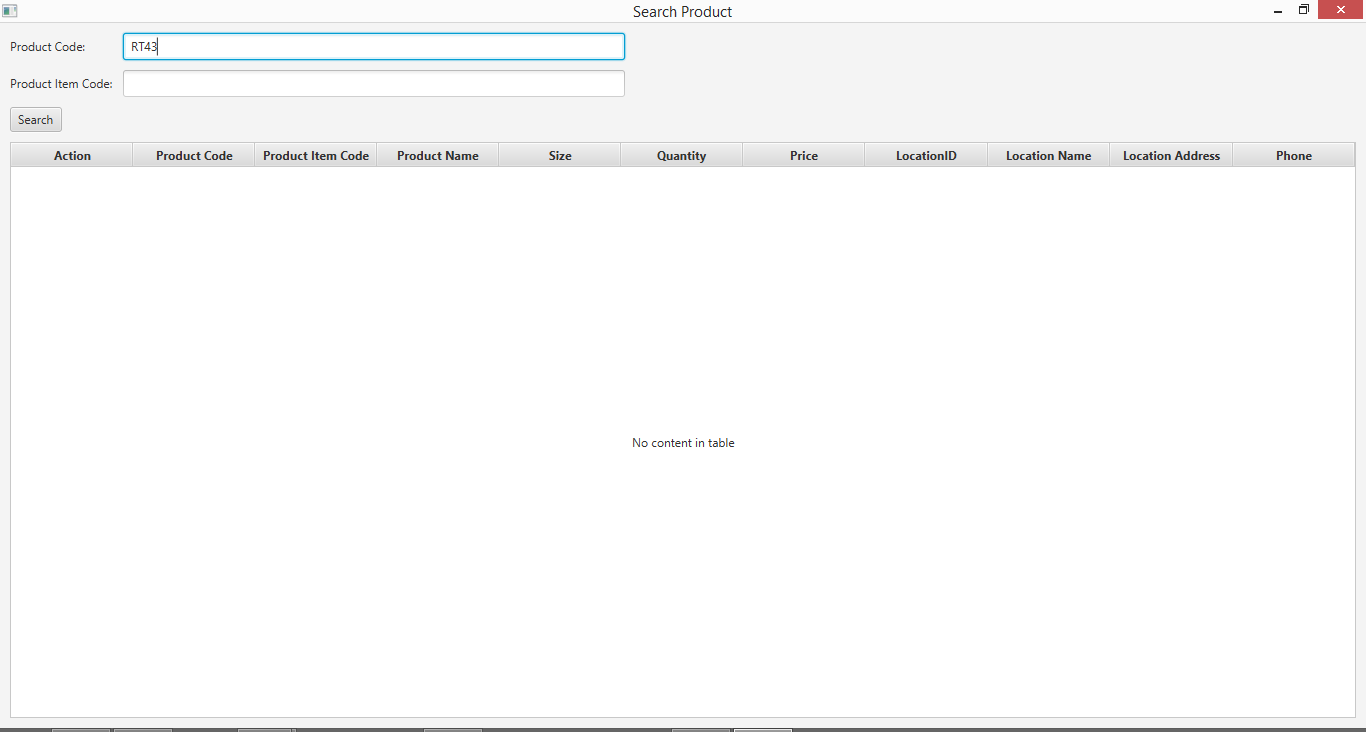 Search Product
Product Code: RT43
Product Item Code:
Search
Action Product Code Product Item Code Product Name Size Quantity Price LocationID Location Name Location Address Phone
No content in table